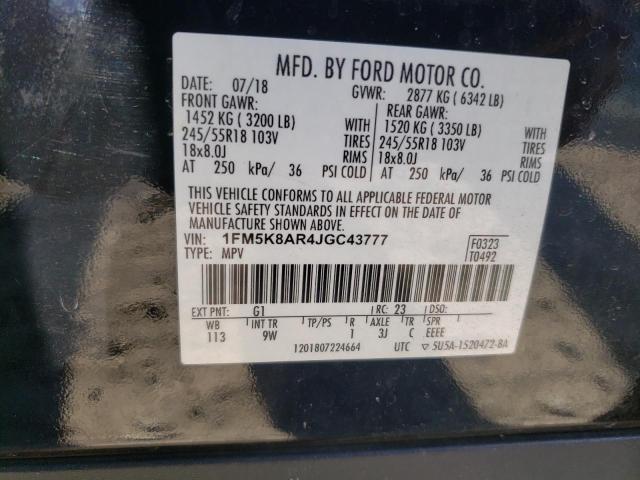 MFD. BY FORD MOTOR CO.
DATE: 07/18 GVWR: 2877 KG ( 6342 LB)
FRONT GAWR: REAR GAWR:
1452 KG ( 3200 LB) WITH 1520 KG ( 3350 LB) WITH
245/55R18 103V TIRES 245/55R18 103V TIRES
18x8.0J RIMS 18x8.0J RIMS
AT 250 kPa/ 36 PSI COLD AT 250 kPa/ 36 PSI COLD
THIS VEHICLE CONFORMS TO ALL APPLICABLE FEDERAL MOTOR
VEHICLE SAFETY STANDARDS IN EFFECT ON THE DATE OF
MANUFACTURE SHOWN ABOVE.
VIN: 1FM5K8AR4JGC43777 F0323
TYPE: MPV T0492
EXT PNT: G1 RC: 23 DSO:
WB INT TR TP/PS R AXLE TR SPR
113 9W 1 3J C EEEE
1201807224664 UTC ▽ 5U5A-1520472-8A